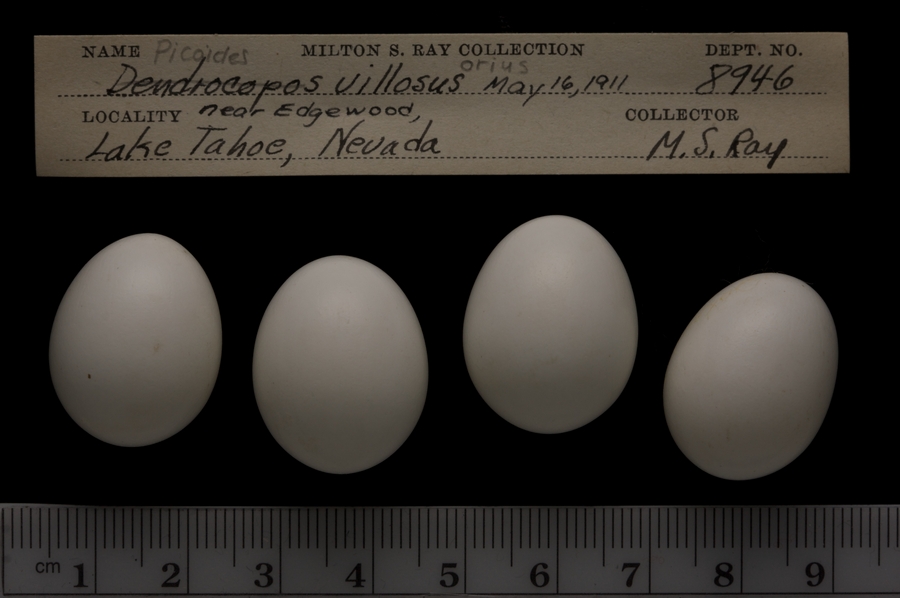 NAME Picoides MILTON S. RAY COLLECTION DEPT. NO.
Dendrocopos villosus orius May 16, 1911 8946
LOCALITY near Edgewood, COLLECTOR
Lake Tahoe, Nevada M. S. Ray
cm 1 2 3 4 5 6 7 8 9